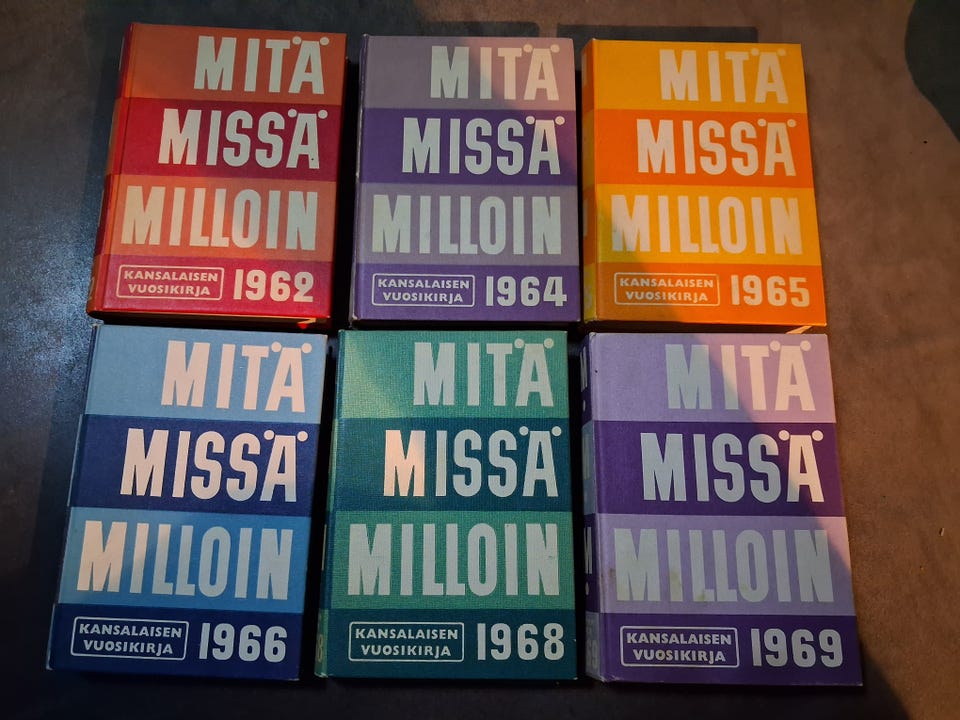 MITÄ
MISSÄ
MILLOIN
KANSALAISEN
VUOSIKIRJA
1962
MITÄ
MISSÄ
MILLOIN
KANSALAISEN
VUOSIKIRJA
1964
MITÄ
MISSÄ
MILLOIN
KANSALAISEN
VUOSIKIRJA
1965
MITÄ
MISSÄ
MILLOIN
KANSALAISEN
VUOSIKIRJA
1966
MITÄ
MISSÄ
MILLOIN
KANSALAISEN
VUOSIKIRJA
1968
MITÄ
MISSÄ
MILLOIN
KANSALAISEN
VUOSIKIRJA
1969